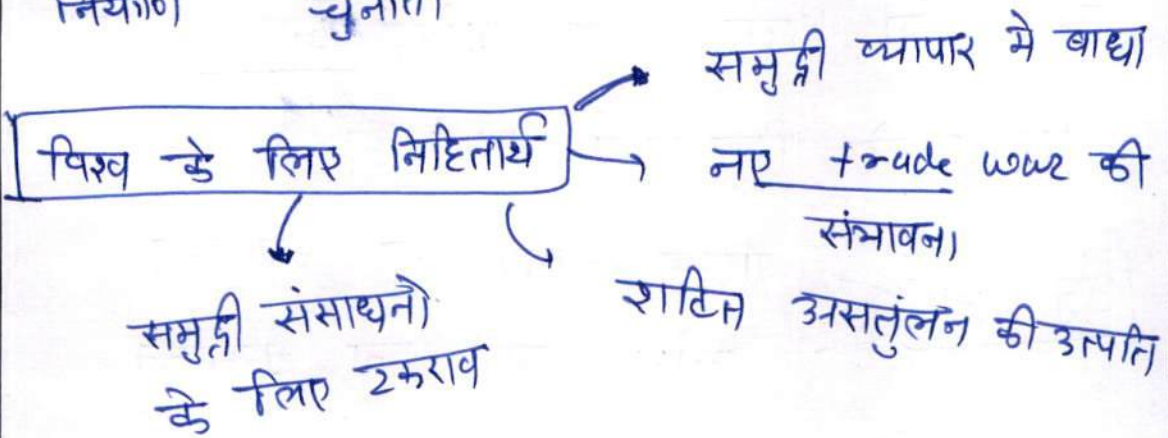 चुनौती
समुद्री व्यापार मे बाधा
विश्व के लिए निहितार्थ
नए trade war की
संभावना
समुद्री संसाधनो
के लिए टकराव
शक्ति असतुंलन की उत्पति